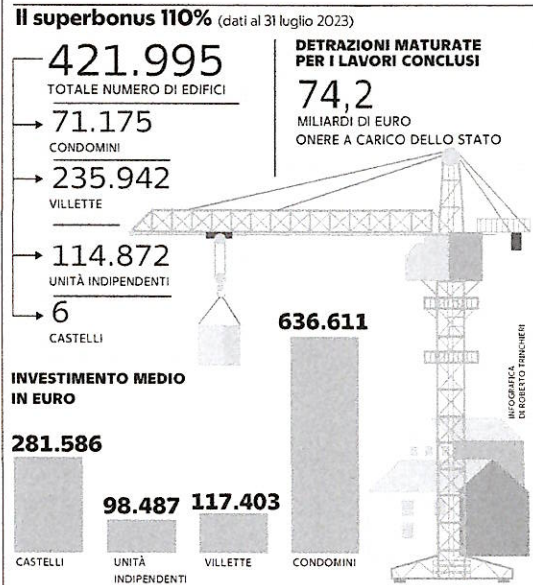 Il superbonus 110% (dati al 31 luglio 2023)
421.995
TOTALE NUMERO DI EDIFICI
71.175
CONDOMINI
235.942
VILLETTE
114.872
UNITÀ INDIPENDENTI
6
CASTELLI
DETRAZIONI MATURATE
PER I LAVORI CONCLUSI
74,2
MILIARDI DI EURO
ONERE A CARICO DELLO STATO
INVESTIMENTO MEDIO
IN EURO
281.586
CASTELLI
98.487
UNITÀ
INDIPENDENTI
117.403
VILLETTE
636.611
CONDOMINI
INFOGRAFICA
DI ROBERTO TRINCHIERI